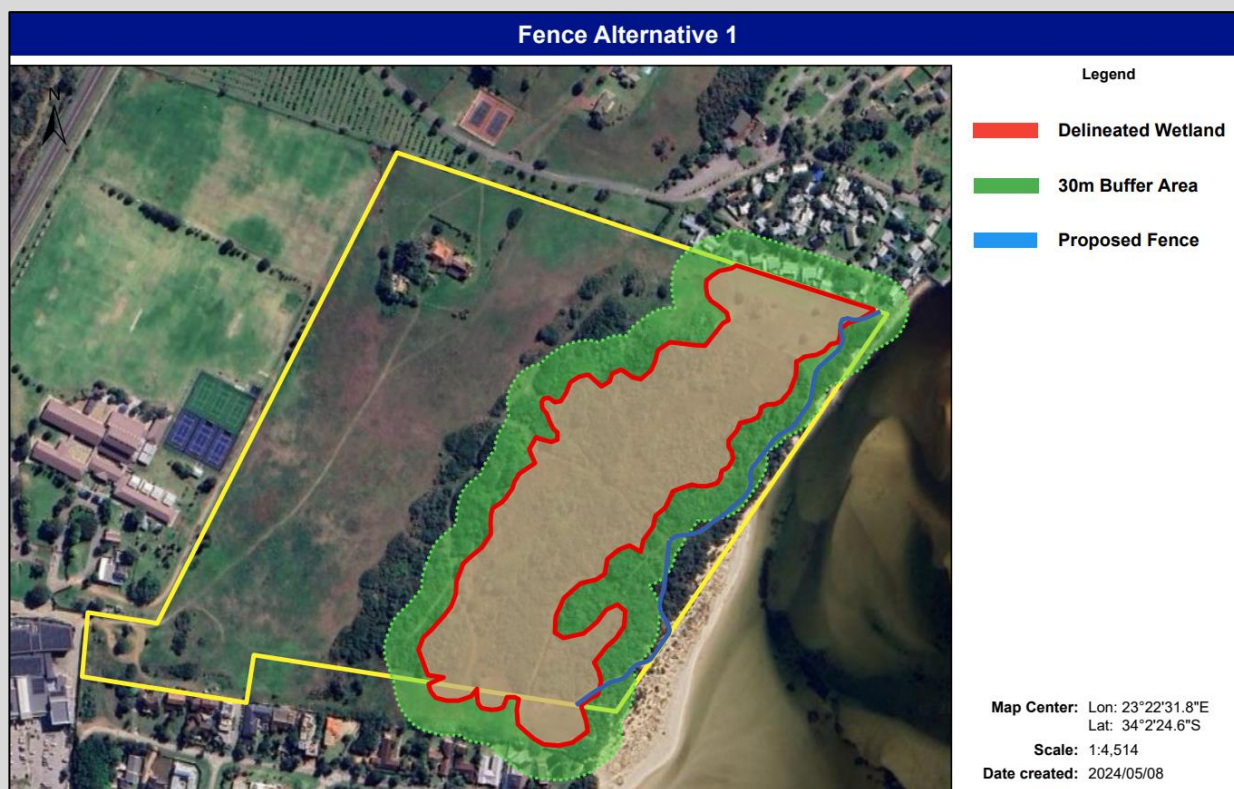 Fence Alternative 1
N
Legend
Delineated Wetland
30m Buffer Area
Proposed Fence
Map Center: Lon: 23°22'31.8"E
Lat: 34°2'24.6"S
Scale: 1:4,514
Date created: 2024/05/08